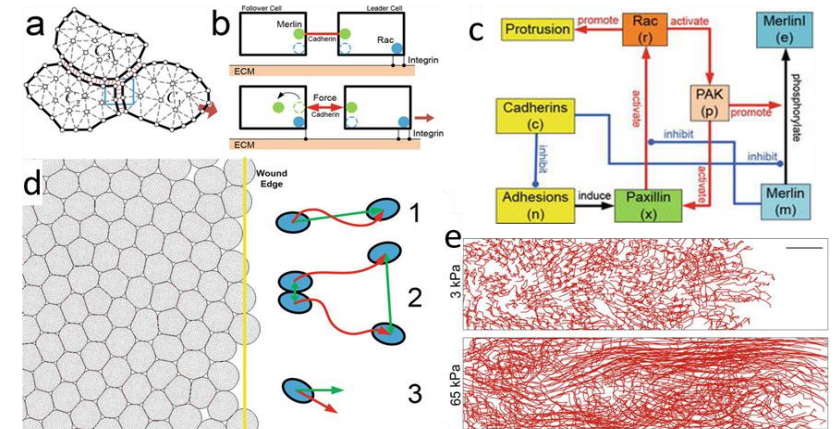 a
C₃
b
Follower Cell
Leader Cell
Merlin
Cadherin
Rac
Integrin
ECM
Force
Cadherin
Integrin
ECM
c
Protrusion
promote
Rac
(r)
activate
MerlinI
(e)
PAK
(p)
promote
phosphorylate
Cadherins
(c)
activate
inhibit
inhibit
inhibit
activate
Adhesions
(n)
induce
Paxillin
(x)
Merlin
(m)
d
Wound
Edge
1
2
3
e
3 kPa
65 kPa